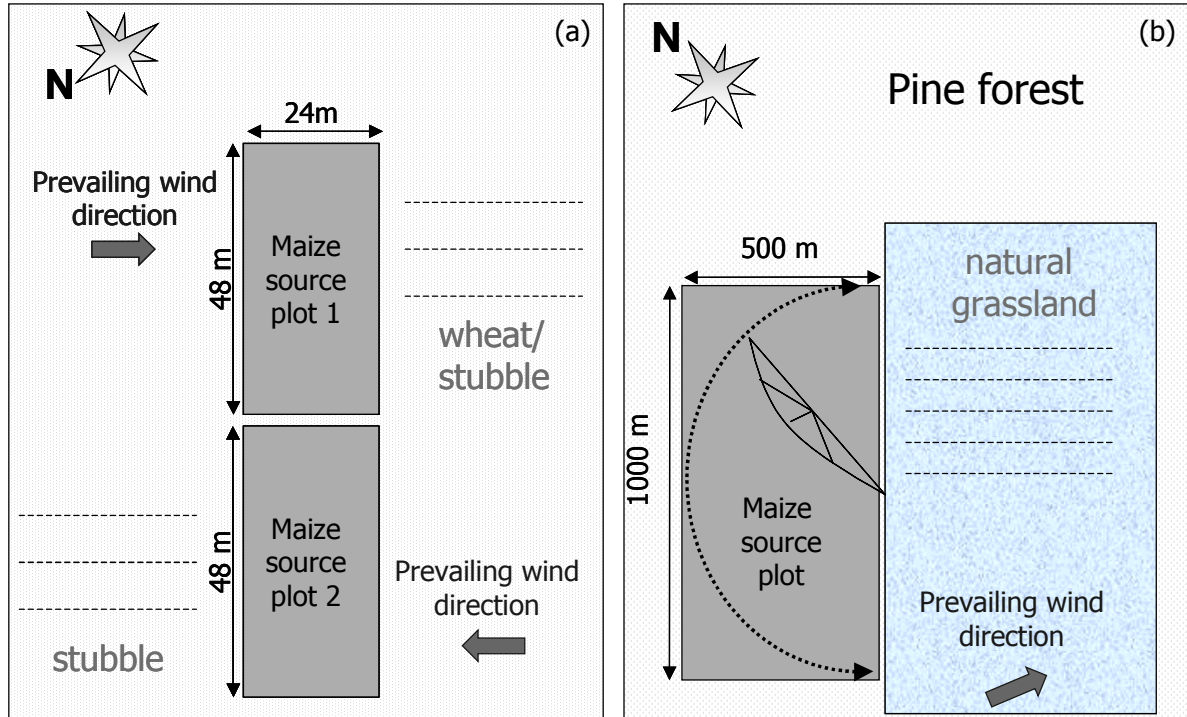 (a)
N
24m
Prevailing wind
direction
48 m
Maize
source
plot 1
wheat/
stubble
48 m
Maize
source
plot 2
Prevailing wind
direction
stubble
(b)
N
Pine forest
500 m
natural
grassland
1000 m
Maize
source
plot
Prevailing wind
direction